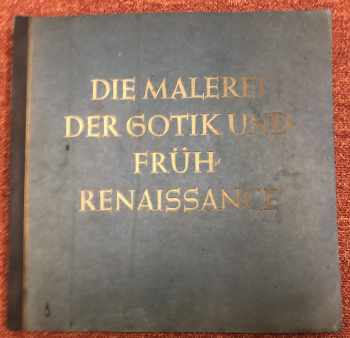 DIE MALEREI
DER GOTIK UND
FRÜH-
RENAISSANCE